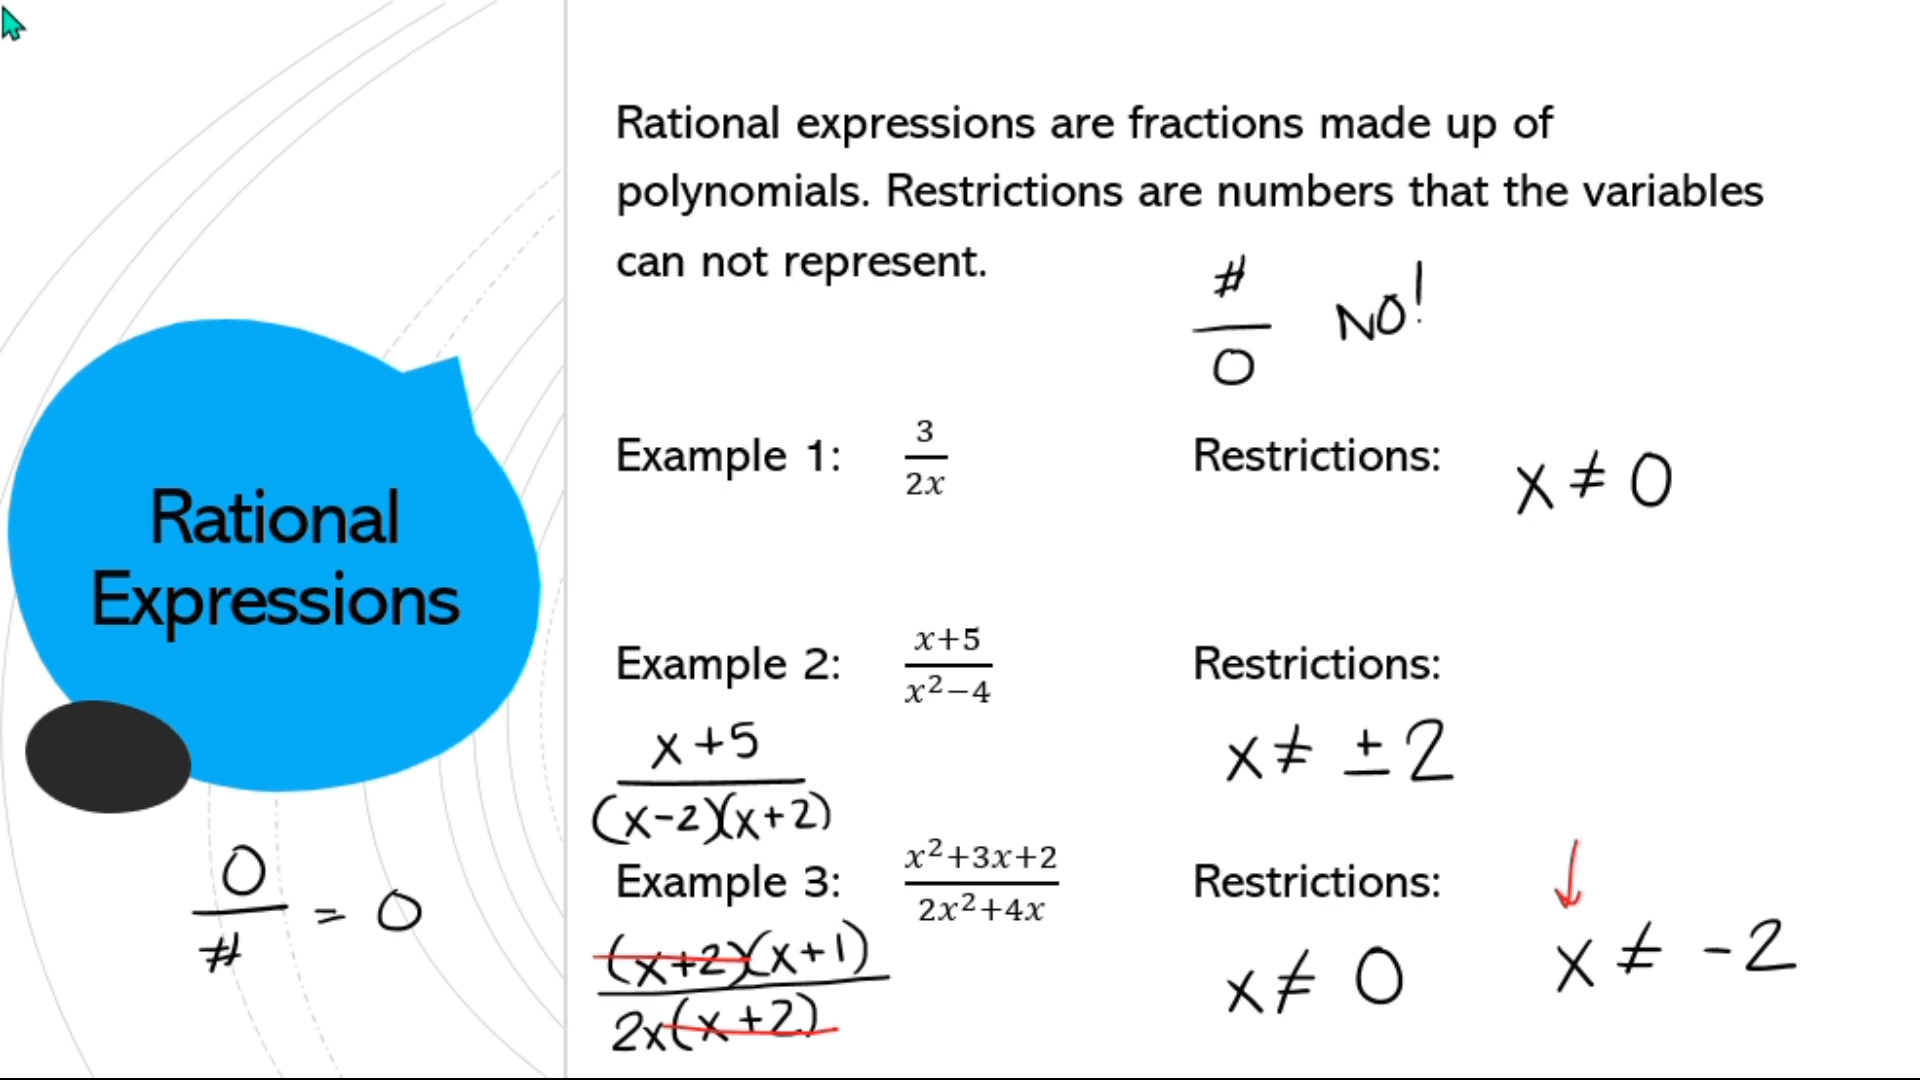 Rational
Expressions
0/# = 0
Rational expressions are fractions made up of
polynomials. Restrictions are numbers that the variables
can not represent.
#/0 NO!
Example 1: 3/2x Restrictions: x ≠ 0
Example 2: x+5/x²−4 Restrictions:
x+5/(x-2)(x+2) x ≠ ±2
Example 3: x²+3x+2/2x²+4x Restrictions:
(x+2)(x+1)/2x(x+2) x ≠ 0 x ≠ -2